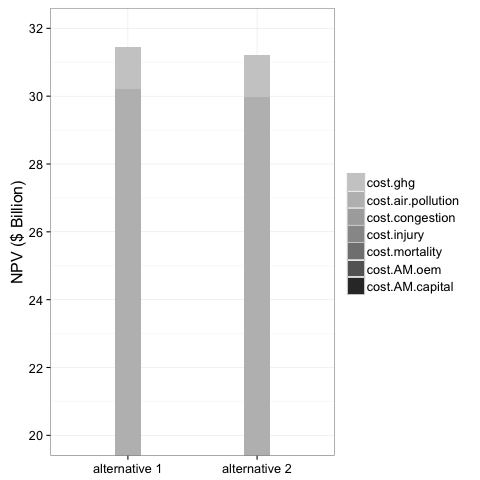 NPV ($ Billion)
32
30
28
26
24
22
20
alternative 1
alternative 2
cost.ghg
cost.air.pollution
cost.congestion
cost.injury
cost.mortality
cost.AM.oem
cost.AM.capital